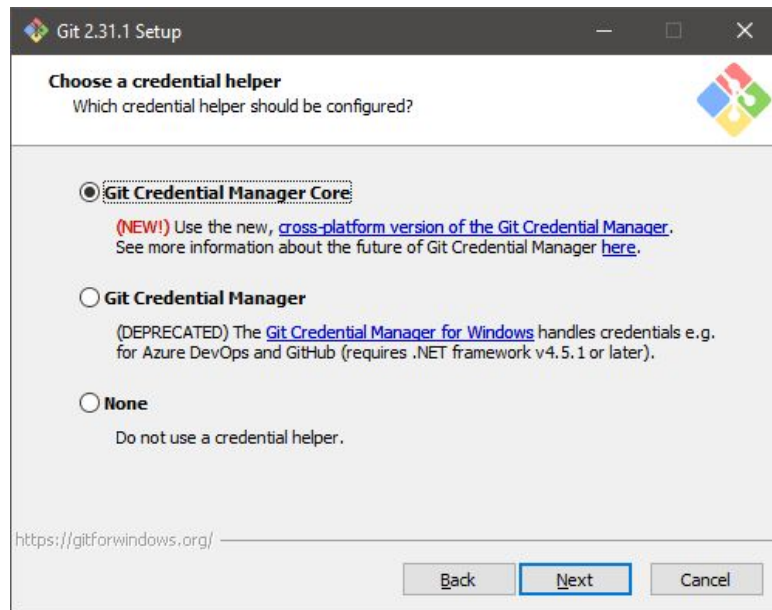 Git 2.31.1 Setup
Choose a credential helper
Which credential helper should be configured?
Git Credential Manager Core
(NEW!) Use the new, cross-platform version of the Git Credential Manager.
See more information about the future of Git Credential Manager here.
Git Credential Manager
(DEPRECATED) The Git Credential Manager for Windows handles credentials e.g.
for Azure DevOps and GitHub (requires .NET framework v4.5.1 or later).
None
Do not use a credential helper.
https://gitforwindows.org/
Back Next Cancel